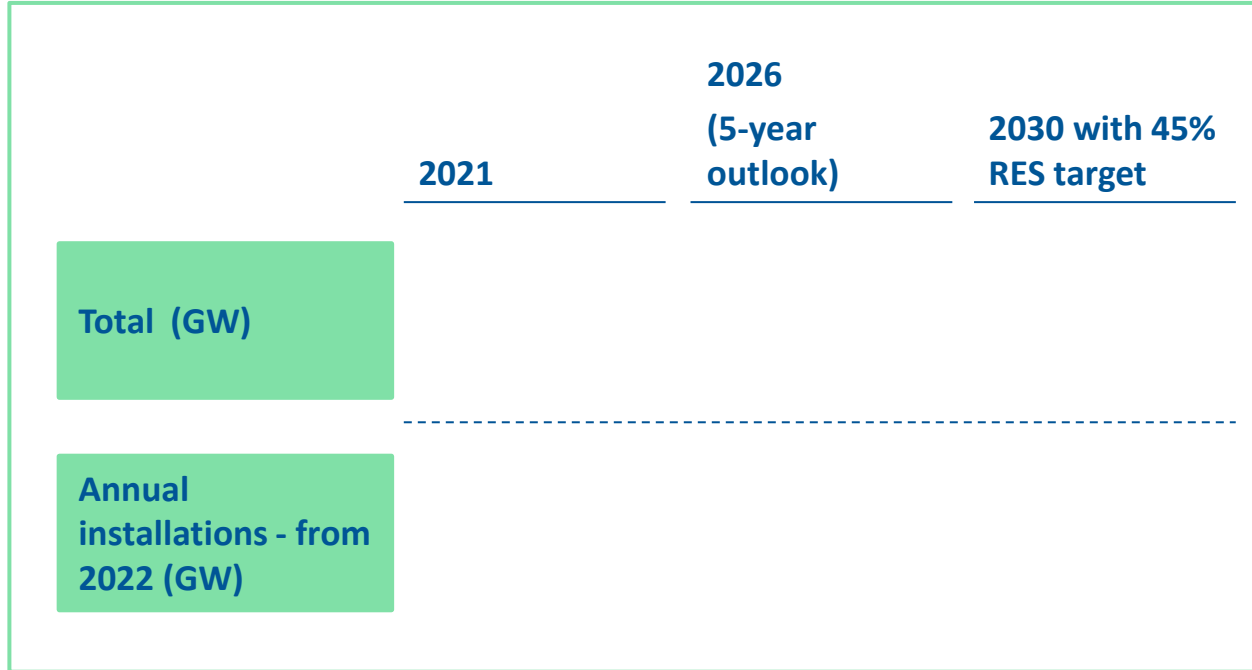 2021
2026
(5-year
outlook)
2030 with 45%
RES target
Total  (GW)
Annual
installations - from
2022 (GW)